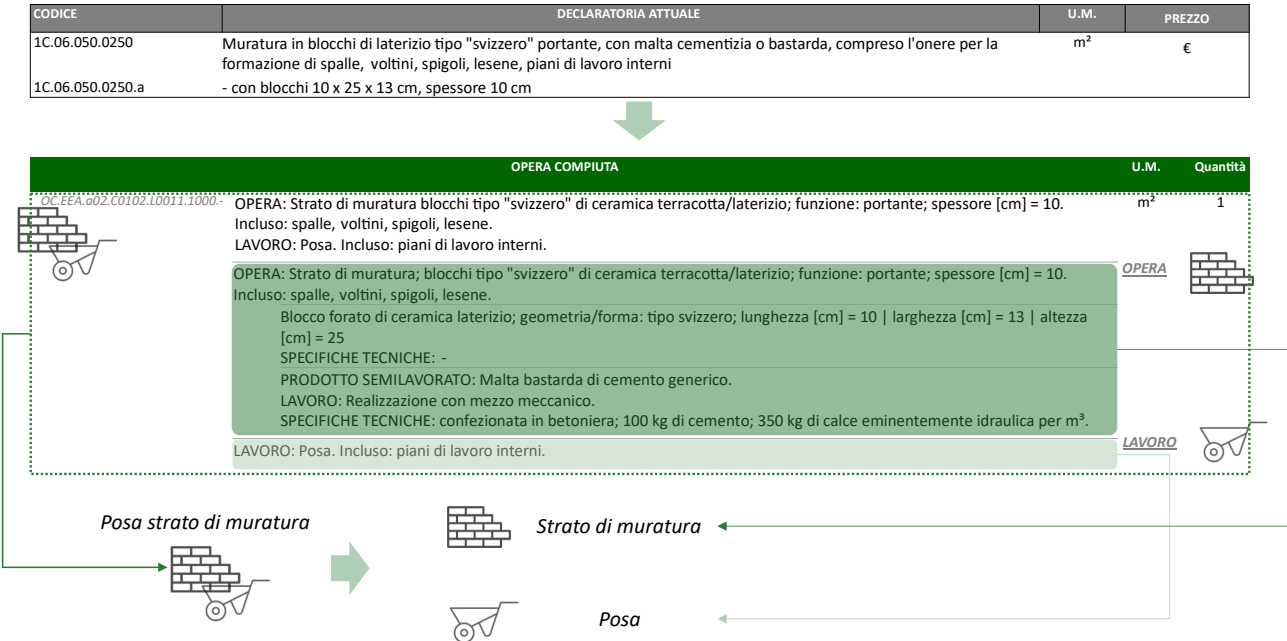 CODICE DECLARATORIA ATTUALE U.M. PREZZO
1C.06.050.0250 Muratura in blocchi di laterizio tipo "svizzero" portante, con malta cementizia o bastarda, compreso l'onere per la m² €
formazione di spalle, voltini, spigoli, lesene, piani di lavoro interni
1C.06.050.0250.a - con blocchi 10 x 25 x 13 cm, spessore 10 cm
OPERA COMPIUTA U.M. Quantità
OC.EEA.a02.C0102.L0011.1000.- OPERA: Strato di muratura blocchi tipo "svizzero" di ceramica terracotta/laterizio; funzione: portante; spessore [cm] = 10. m² 1
Incluso: spalle, voltini, spigoli, lesene.
LAVORO: Posa. Incluso: piani di lavoro interni.
OPERA: Strato di muratura; blocchi tipo "svizzero" di ceramica terracotta/laterizio; funzione: portante; spessore [cm] = 10. OPERA
Incluso: spalle, voltini, spigoli, lesene.
Blocco forato di ceramica laterizio; geometria/forma: tipo svizzero; lunghezza [cm] = 10 | larghezza [cm] = 13 | altezza
[cm] = 25
SPECIFICHE TECNICHE: -
PRODOTTO SEMILAVORATO: Malta bastarda di cemento generico.
LAVORO: Realizzazione con mezzo meccanico.
SPECIFICHE TECNICHE: confezionata in betoniera; 100 kg di cemento; 350 kg di calce eminentemente idraulica per m³.
LAVORO: Posa. Incluso: piani di lavoro interni. LAVORO
Posa strato di muratura
Strato di muratura
Posa